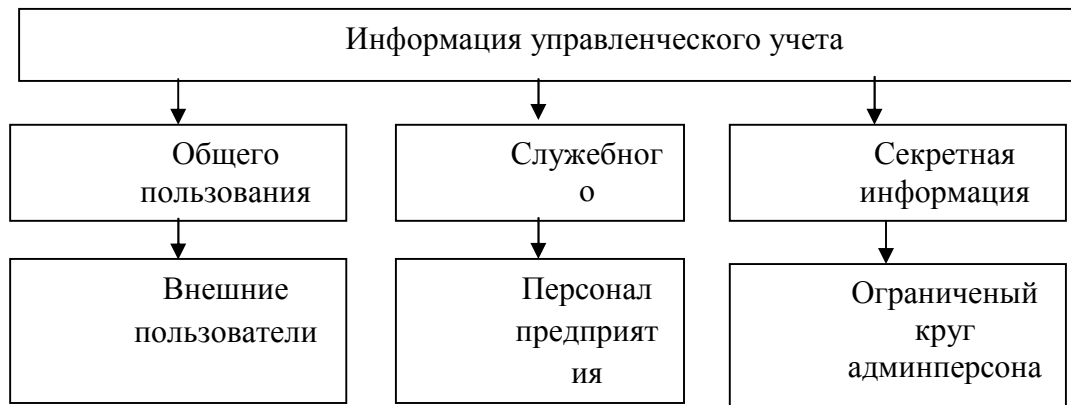 Информация управленческого учета
Общего
пользования
Служебног
о
Секретная
информация
Внешние
пользователи
Персонал
предприят
ия
Ограниченый
круг
админперсона